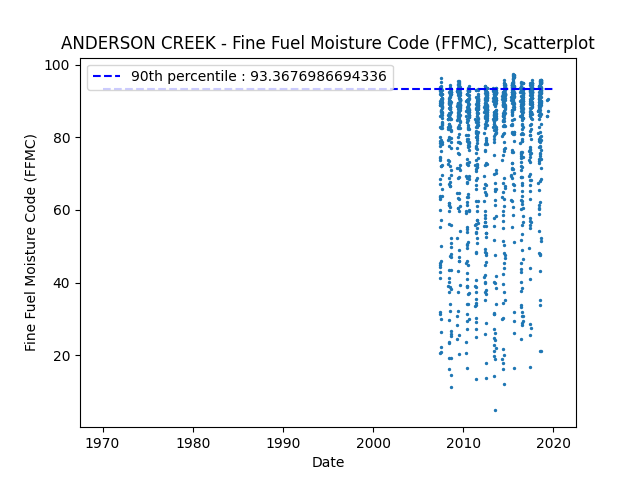 ANDERSON CREEK - Fine Fuel Moisture Code (FFMC), Scatterplot
90th percentile : 93.3676986694336
100
80
60
40
20
Fine Fuel Moisture Code (FFMC)
1970 1980 1990 2000 2010 2020
Date